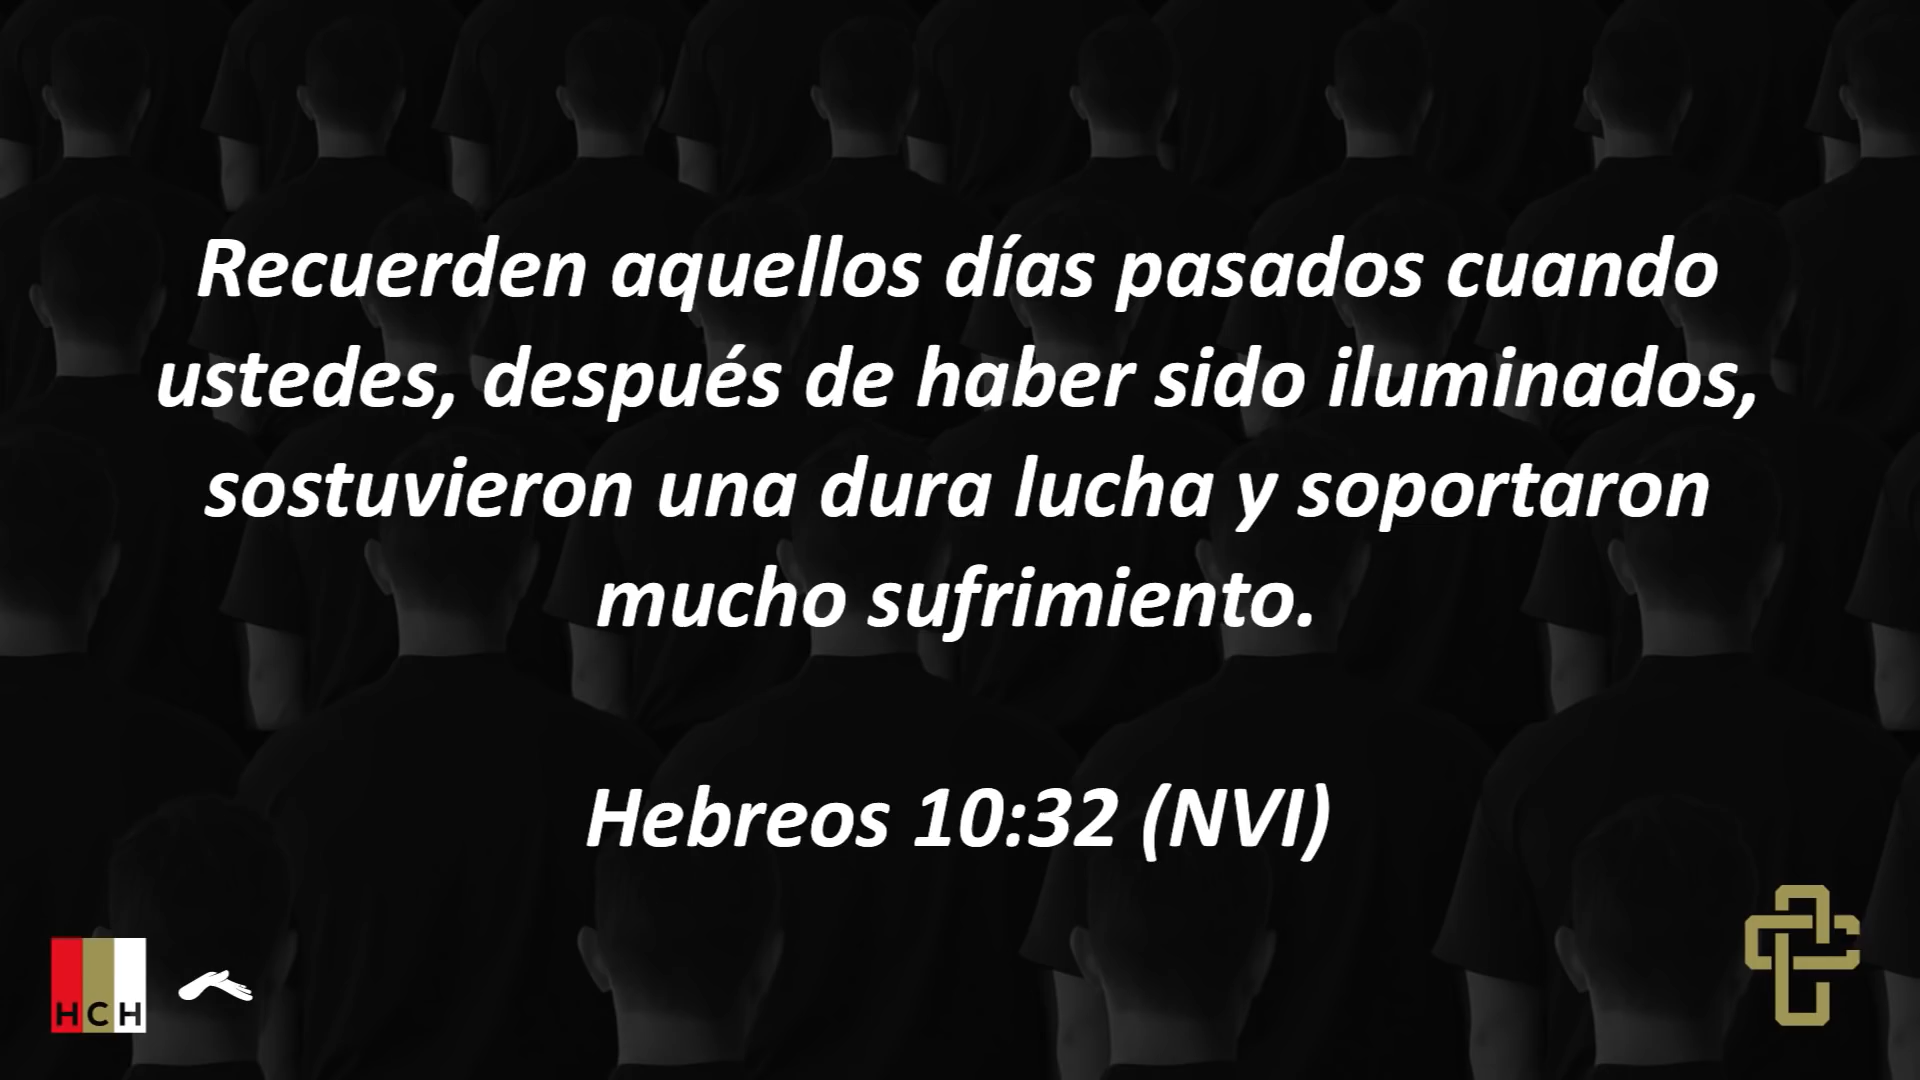 Recuerden aquellos días pasados cuando
ustedes, después de haber sido iluminados,
sostuvieron una dura lucha y soportaron
mucho sufrimiento.
Hebreos 10:32 (NVI)
HCH